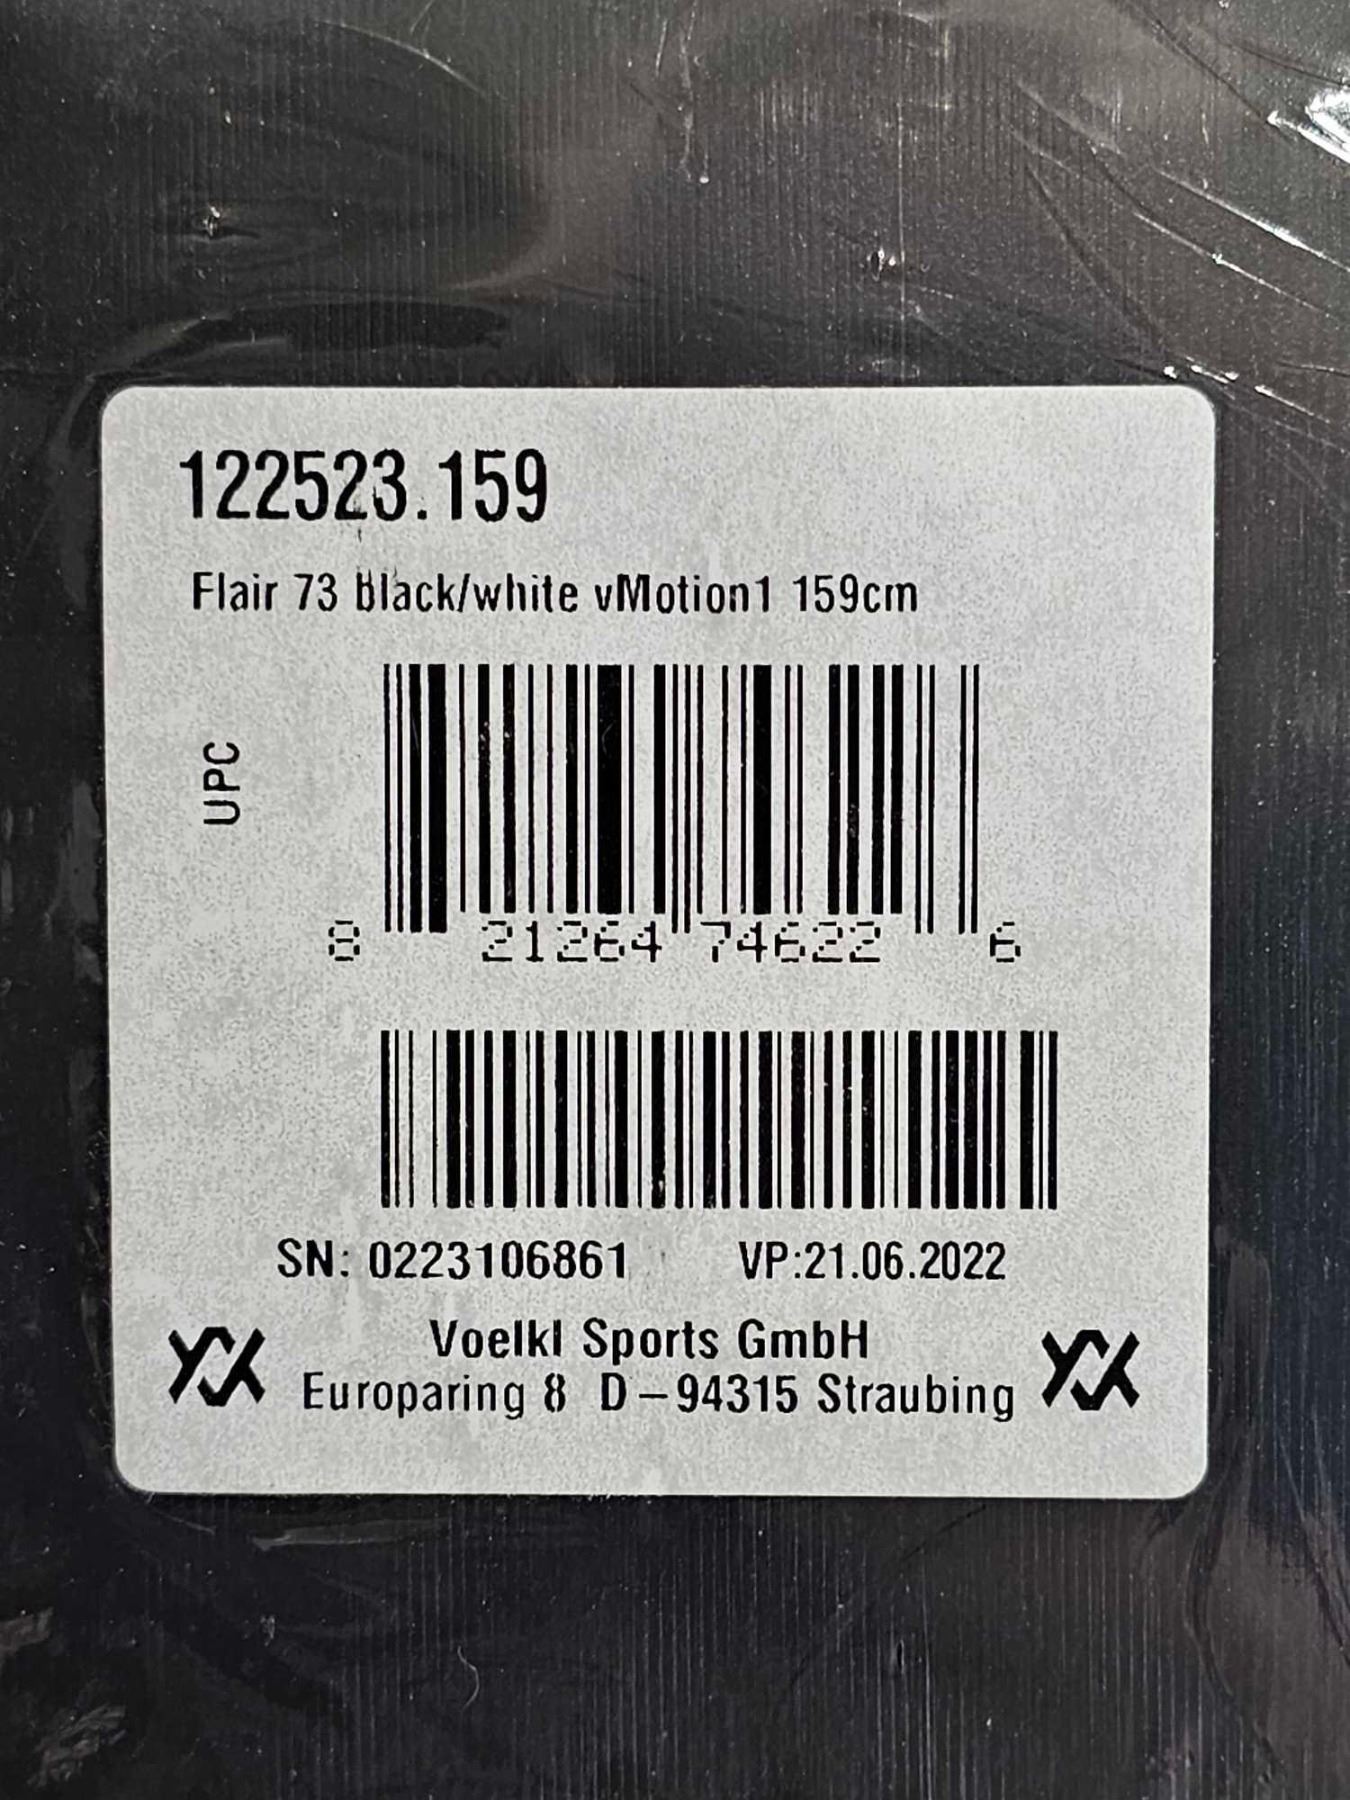 122523.159
Flair 73 black/white vMotion1 159cm
UPC
8 21264 74622 6
SN: 0223106861 VP:21.06.2022
Voelkl Sports GmbH
Europaring 8 D-94315 Straubing